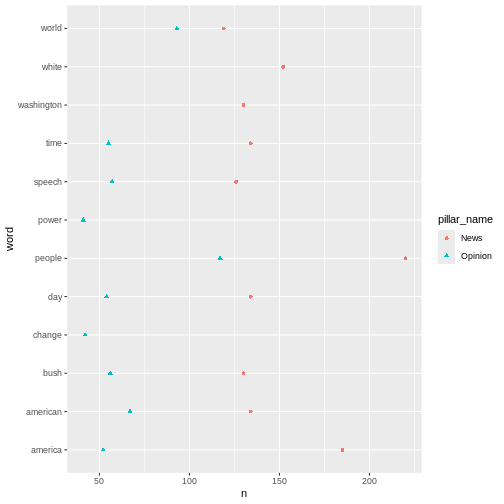 world
white
washington
time
speech
power
people
day
change
bush
american
america
word
50
100
150
200
n
pillar_name
News
Opinion